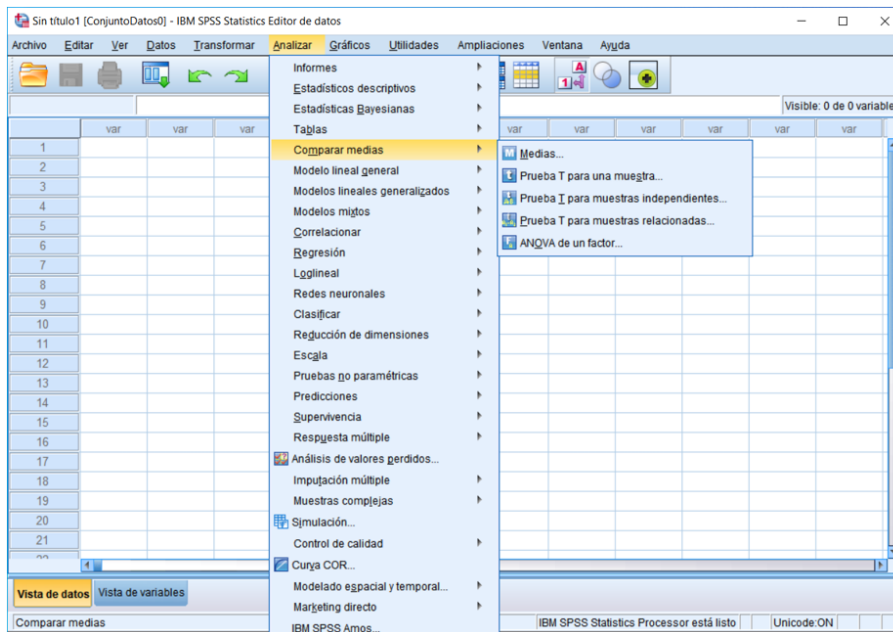 Sin título1 [ConjuntoDatos0] - IBM SPSS Statistics Editor de datos
Archivo Editar Ver Datos Transformar Analizar Gráficos Utilidades Ampliaciones Ventana Ayuda
Visible: 0 de 0 variable
var var var var var var var var var
Informes
Estadísticos descriptivos
Estadísticas Bayesianas
Tablas
Comparar medias
Modelo lineal general
Modelos lineales generalizados
Modelos mixtos
Correlacionar
Regresión
Loglineal
Redes neuronales
Clasificar
Reducción de dimensiones
Escala
Pruebas no paramétricas
Predicciones
Supervivencia
Respuesta múltiple
Análisis de valores perdidos...
Imputación múltiple
Muestras complejas
Simulación...
Control de calidad
Curva COR...
Modelado espacial y temporal...
Marketing directo
IBM SPSS Amos...
Medias...
Prueba T para una muestra...
Prueba T para muestras independientes...
Prueba T para muestras relacionadas...
ANOVA de un factor...
1
2
3
4
5
6
7
8
9
10
11
12
13
14
15
16
17
18
19
20
21
Vista de datos Vista de variables
Comparar medias
IBM SPSS Statistics Processor está listo
Unicode:ON